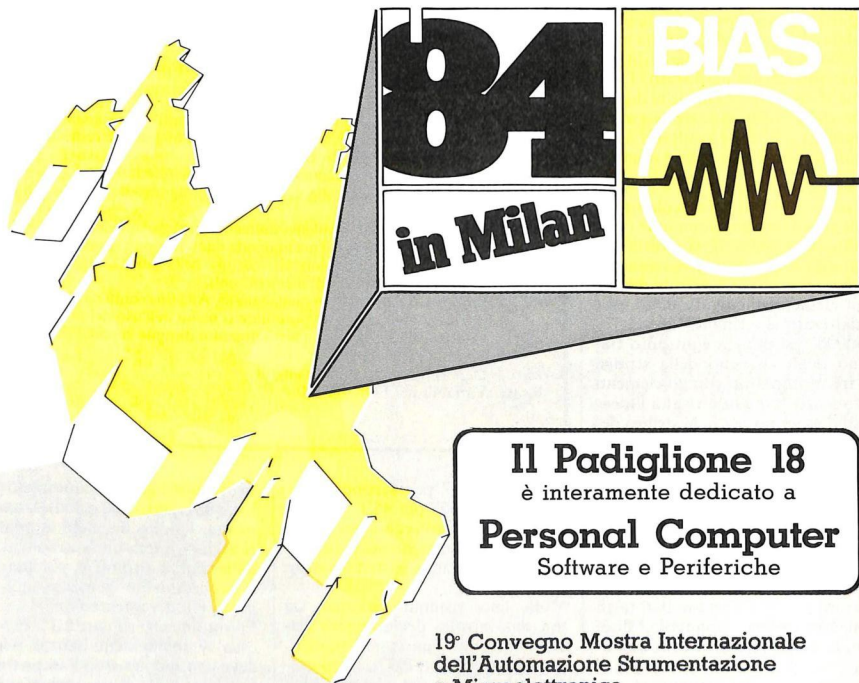 '84
BIAS
in Milan
Il Padiglione 18
è interamente dedicato a
Personal Computer
Software e Periferiche
19° Convegno Mostra Internazionale
dell'Automazione Strumentazione
e Microelettronica